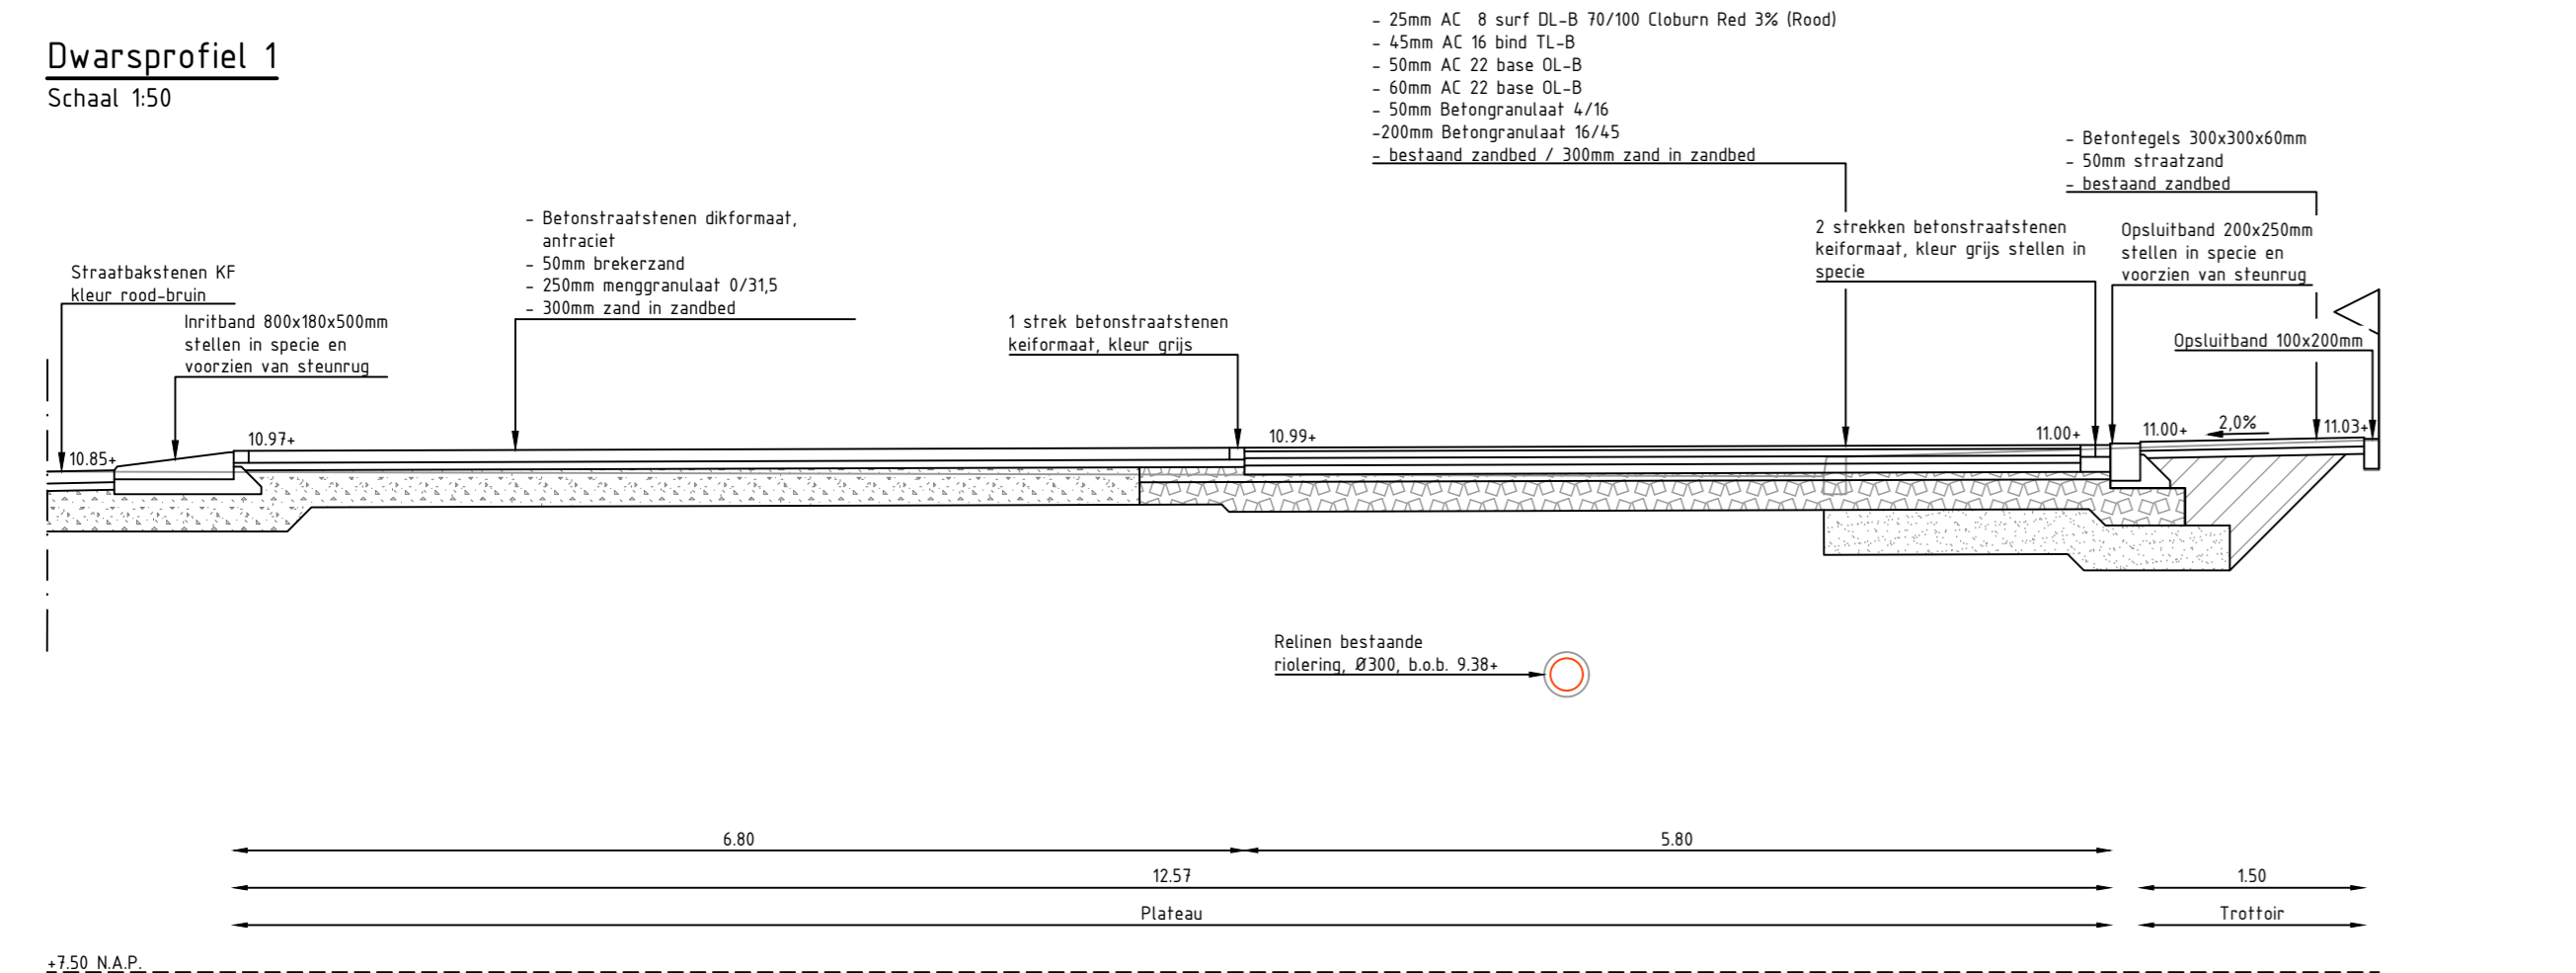 Dwarsprofiel 1
Schaal 1:50
- 25mm AC  8 surf DL-B 70/100 Cloburn Red 3% (Rood)
- 45mm AC 16 bind TL-B
- 50mm AC 22 base OL-B
- 60mm AC 22 base OL-B
- 50mm Betongranulaat 4/16
-200mm Betongranulaat 16/45
- bestaand zandbed / 300mm zand in zandbed
- Betontegels 300x300x60mm
- 50mm straatzand
- bestaand zandbed
- Betonstraatstenen dikformaat,
antraciet
- 50mm brekerzand
- 250mm menggranulaat 0/31,5
- 300mm zand in zandbed
2 strekken betonstraatstenen
keiformaat, kleur grijs stellen in
specie
Opsluitband 200x250mm
stellen in specie en
voorzien van steunrug
Straatbakstenen KF
kleur rood-bruin
Inritband 800x180x500mm
stellen in specie en
voorzien van steunrug
1 strek betonstraatstenen
keiformaat, kleur grijs
Opsluitband 100x200mm
10.85+
10.97+
10.99+
11.00+
11.00+
2,0%
11.03+
Relinen bestaande
riolering, Ø300, b.o.b. 9.38+
6.80
5.80
12.57
1.50
Plateau
Trottoir
+7.50 N.A.P.